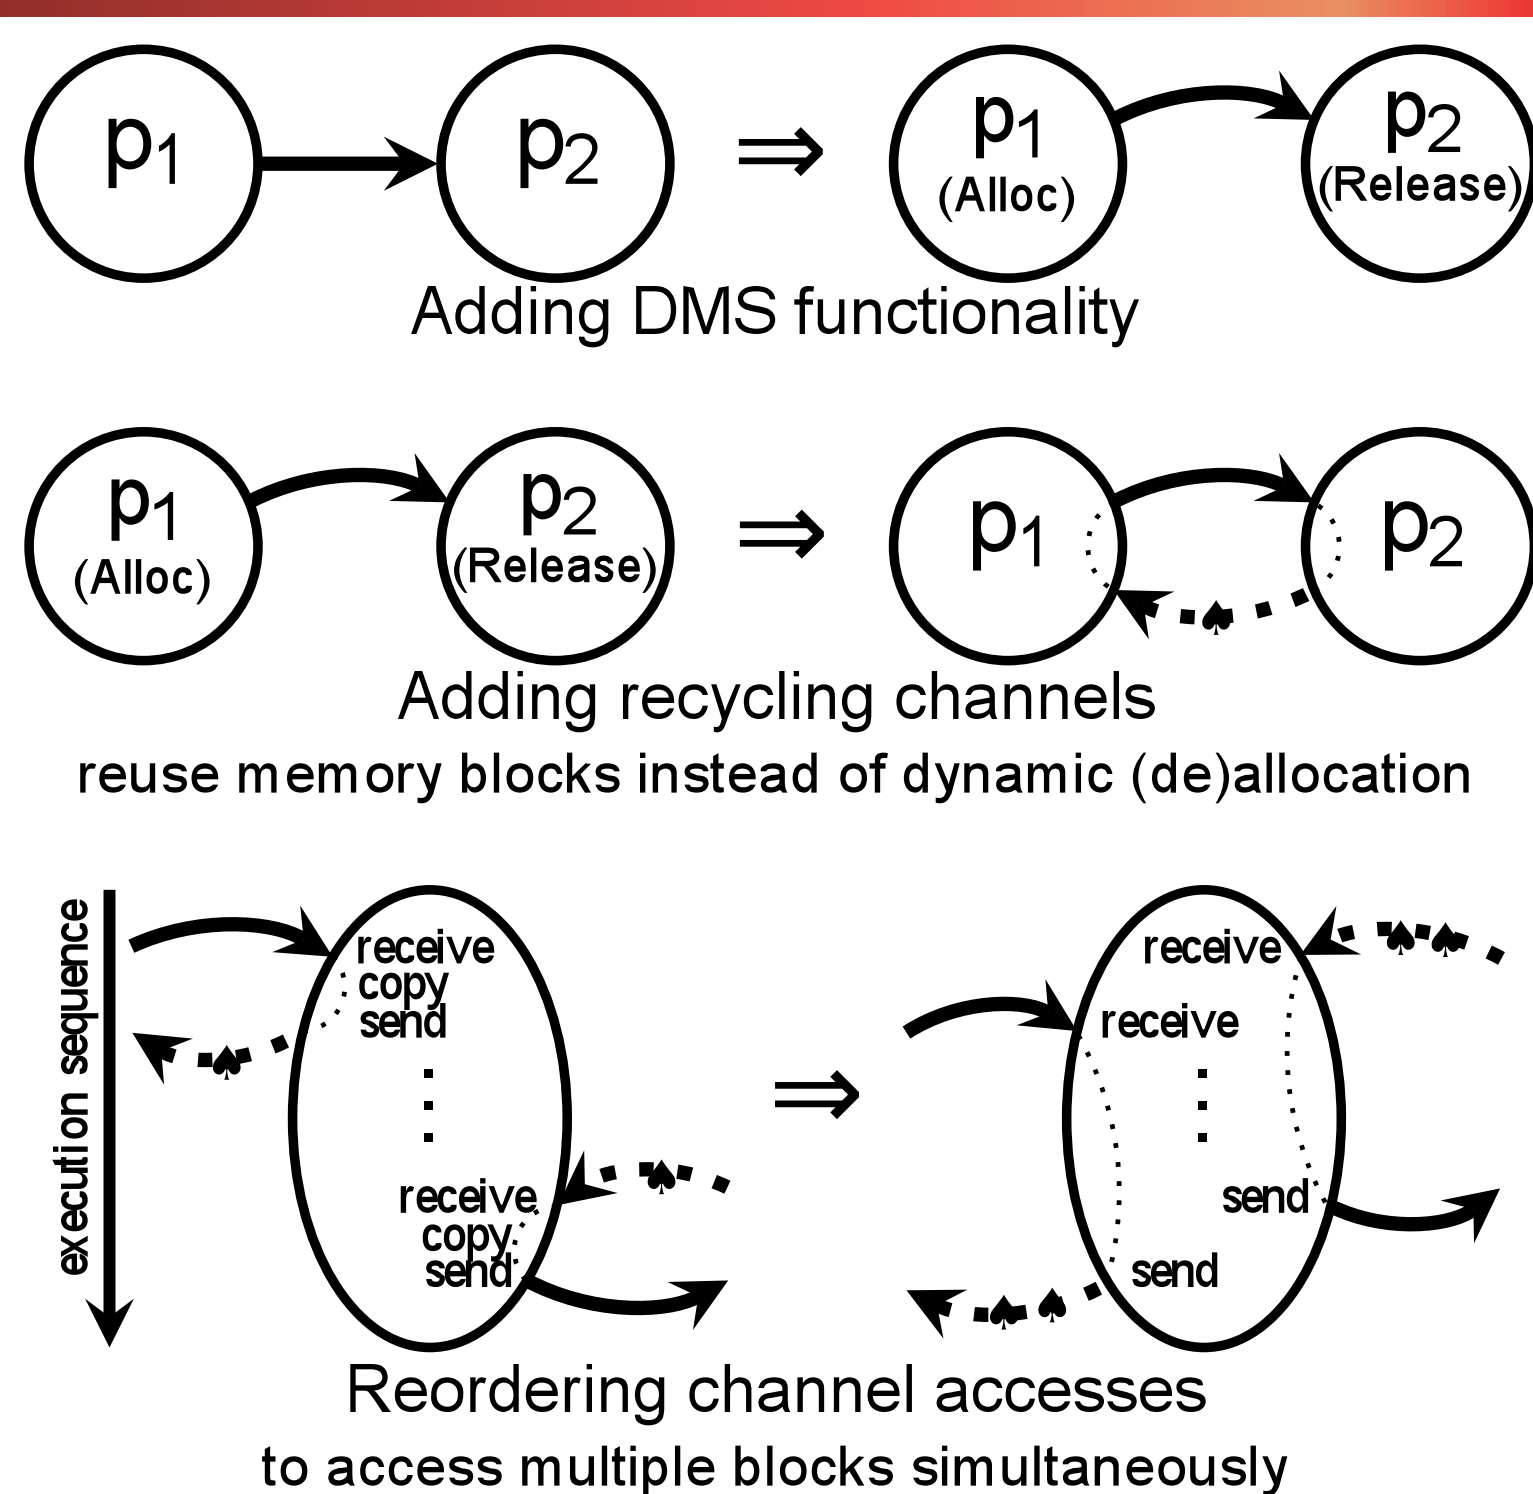 p1
p2
⇒
p1
(Alloc)
p2
(Release)
Adding DMS functionality
p1
(Alloc)
p2
(Release)
⇒
p1
p2
Adding recycling channels
reuse memory blocks instead of dynamic (de)allocation
execution sequence
receive
copy
send
receive
copy
send
⇒
receive
receive
send
send
Reordering channel accesses
to access multiple blocks simultaneously